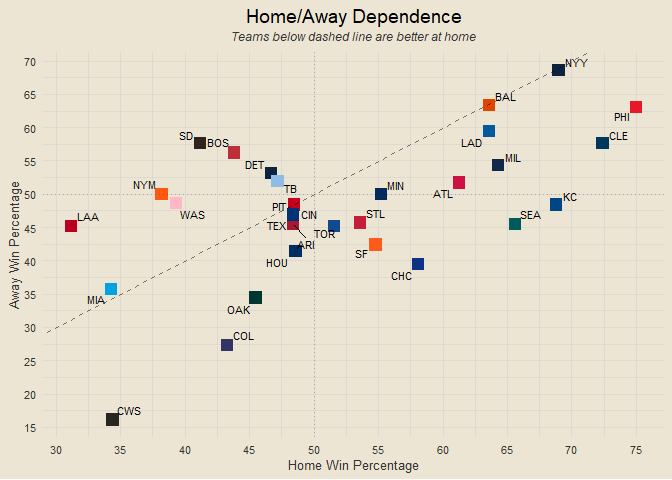 Home/Away Dependence
Teams below dashed line are better at home
Away Win Percentage
70
65
60
55
50
45
40
35
30
25
20
15
NYY
BAL
PHI
SD
BOS
LAD
CLE
DET
MIL
NYM
TB
MIN
ATL
KC
LAA
WAS
PIT
CIN
STL
SEA
TEX
TOR
ARI
HOU
SF
CHC
MIA
OAK
COL
CWS
30
35
40
45
50
55
60
65
70
75
Home Win Percentage